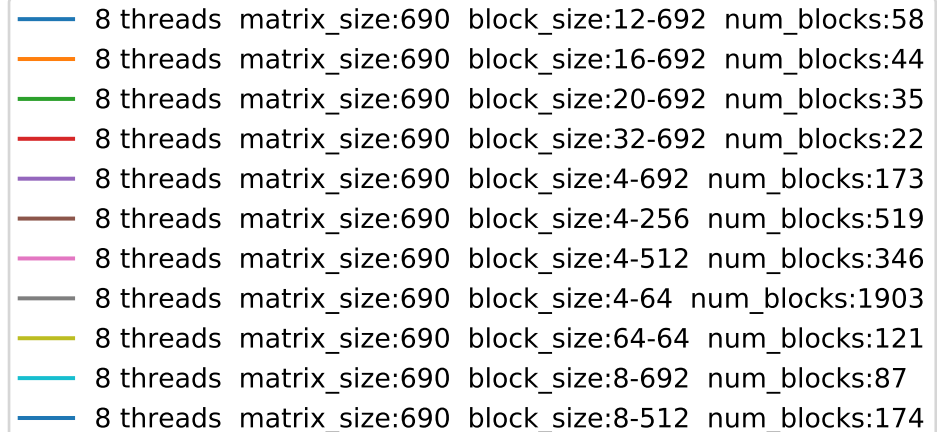 8 threads matrix_size:690 block_size:12-692 num_blocks:58
8 threads matrix_size:690 block_size:16-692 num_blocks:44
8 threads matrix_size:690 block_size:20-692 num_blocks:35
8 threads matrix_size:690 block_size:32-692 num_blocks:22
8 threads matrix_size:690 block_size:4-692 num_blocks:173
8 threads matrix_size:690 block_size:4-256 num_blocks:519
8 threads matrix_size:690 block_size:4-512 num_blocks:346
8 threads matrix_size:690 block_size:4-64 num_blocks:1903
8 threads matrix_size:690 block_size:64-64 num_blocks:121
8 threads matrix_size:690 block_size:8-692 num_blocks:87
8 threads matrix_size:690 block_size:8-512 num_blocks:174